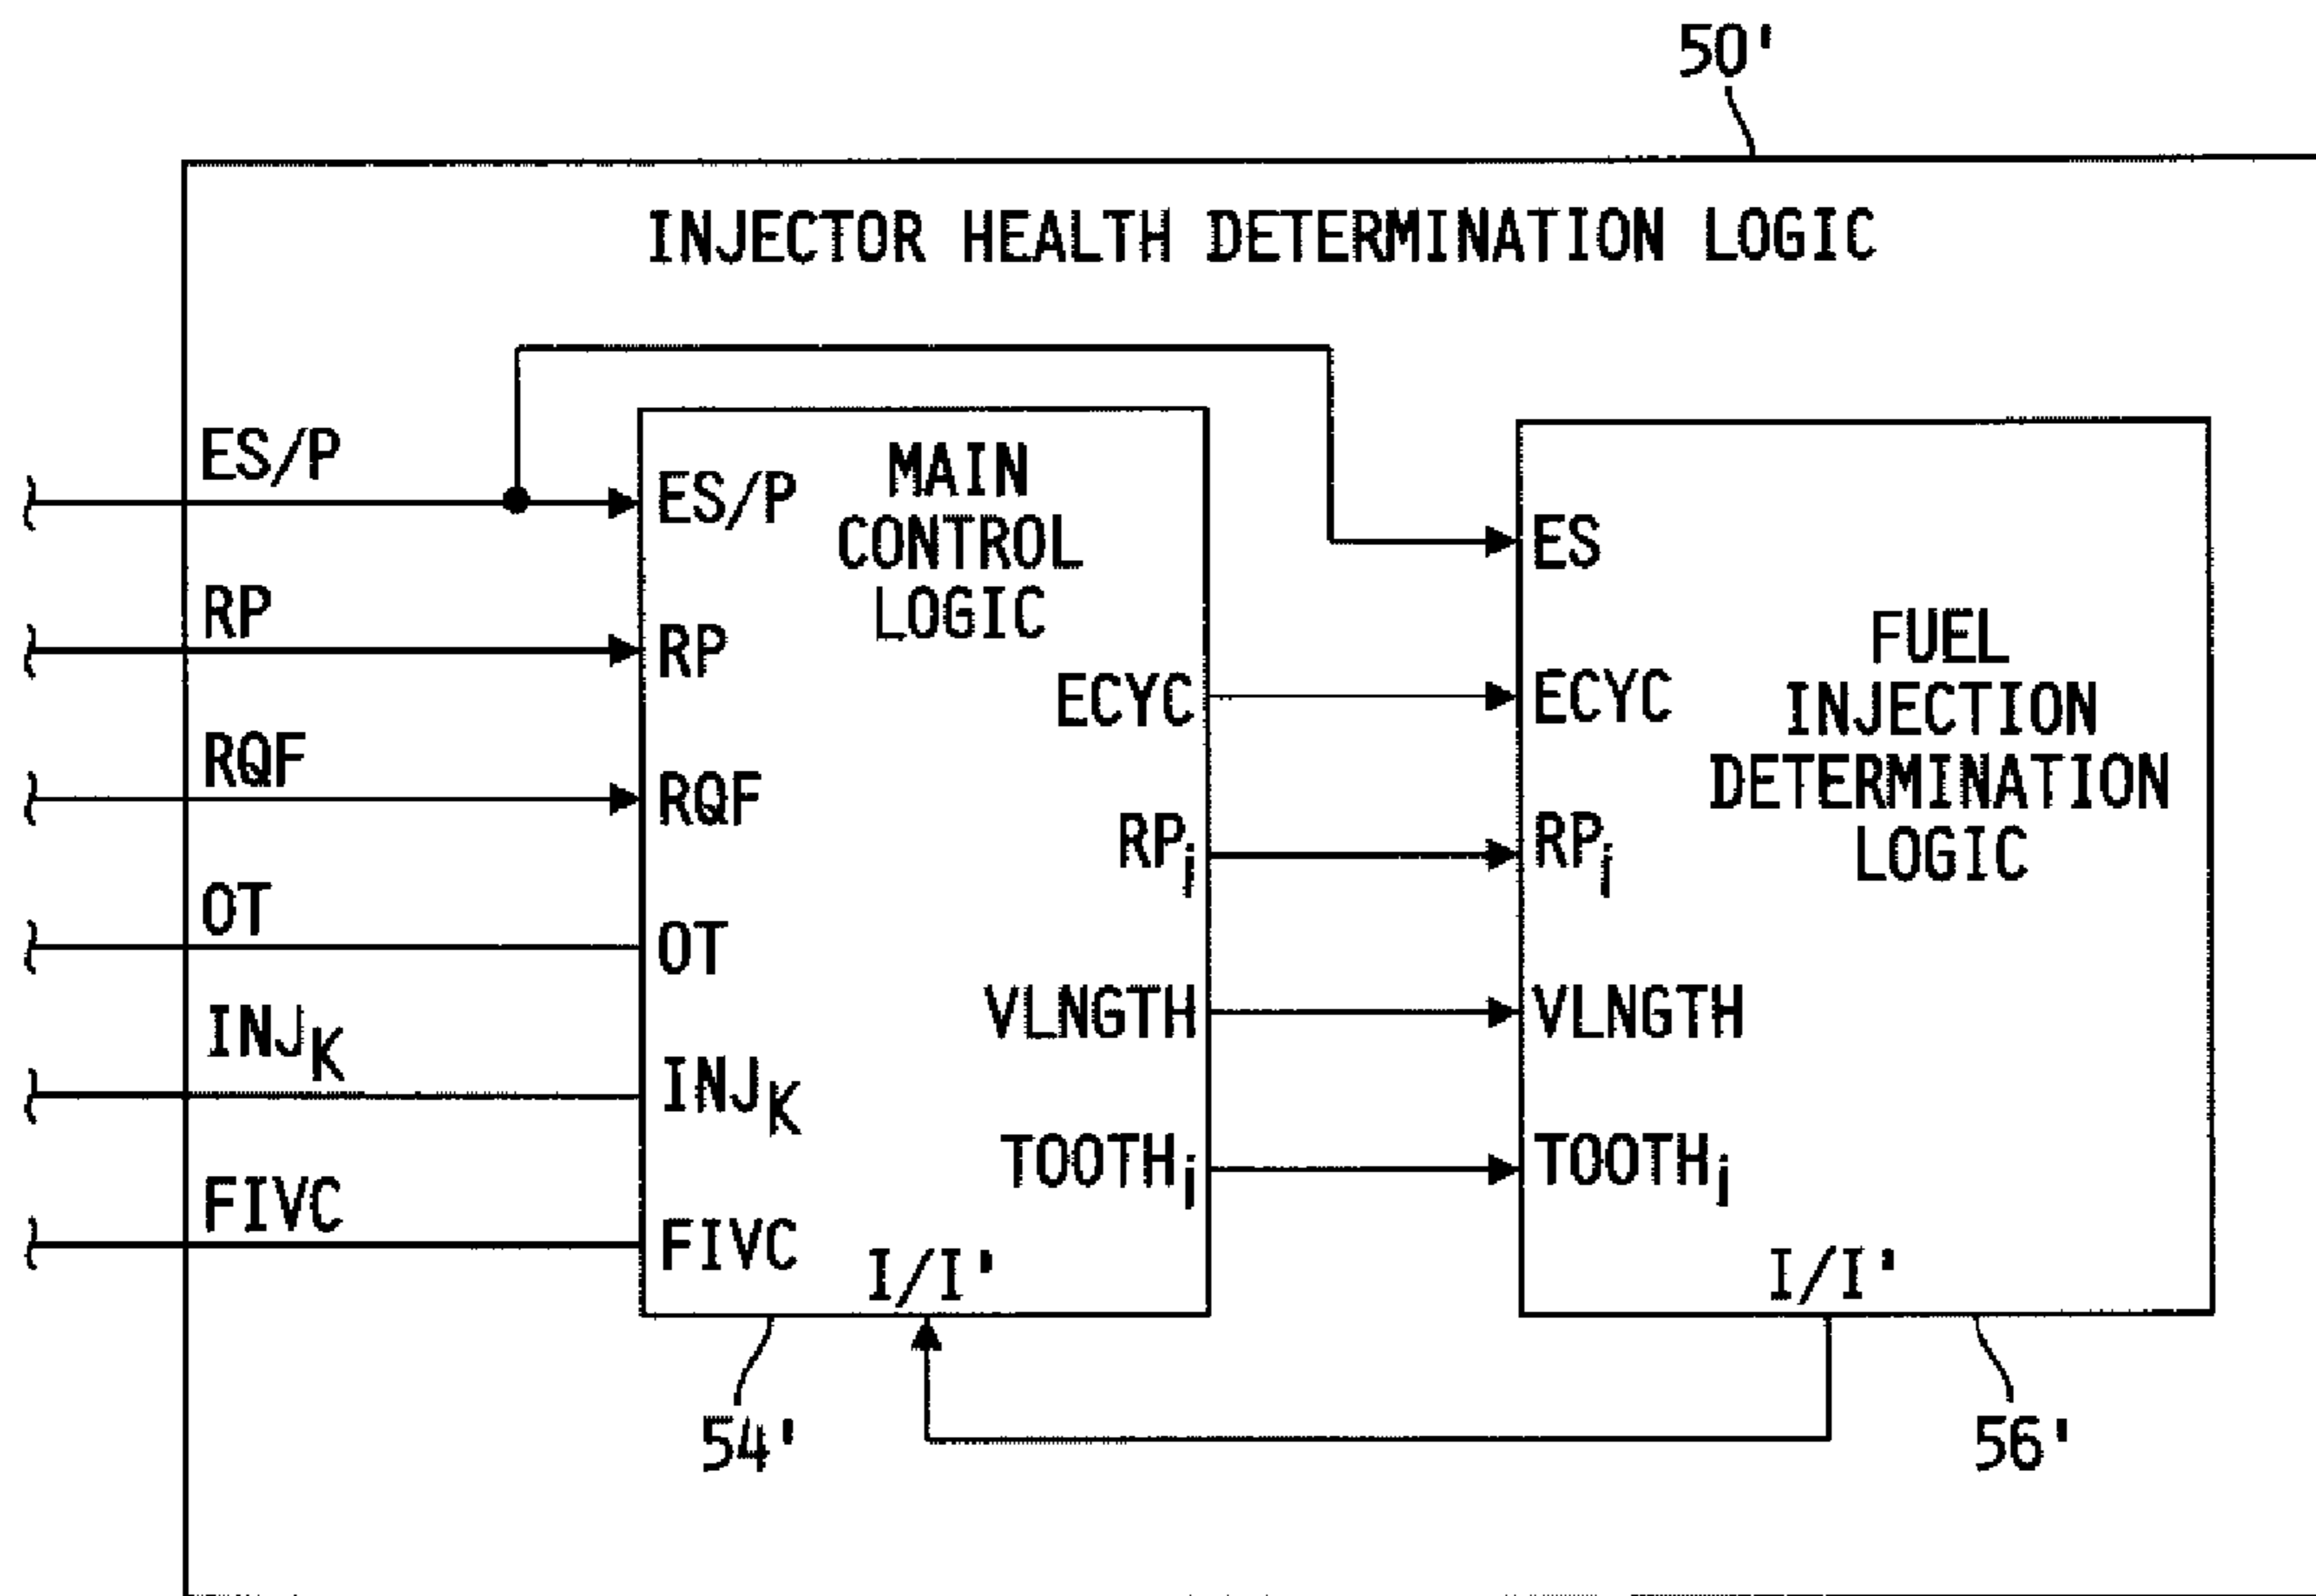 50'
INJECTOR HEALTH DETERMINATION LOGIC
ES/P
RP
RQF
OT
INJK
FIVC
MAIN
CONTROL
LOGIC
ES/P
RP
RQF
OT
INJK
FIVC
ECYC
RPi
VLNGTH
TOOTHi
I/I'
54'
ES
ECYC
RPi
VLNGTH
TOOTHi
FUEL
INJECTION
DETERMINATION
LOGIC
I/I'
56'